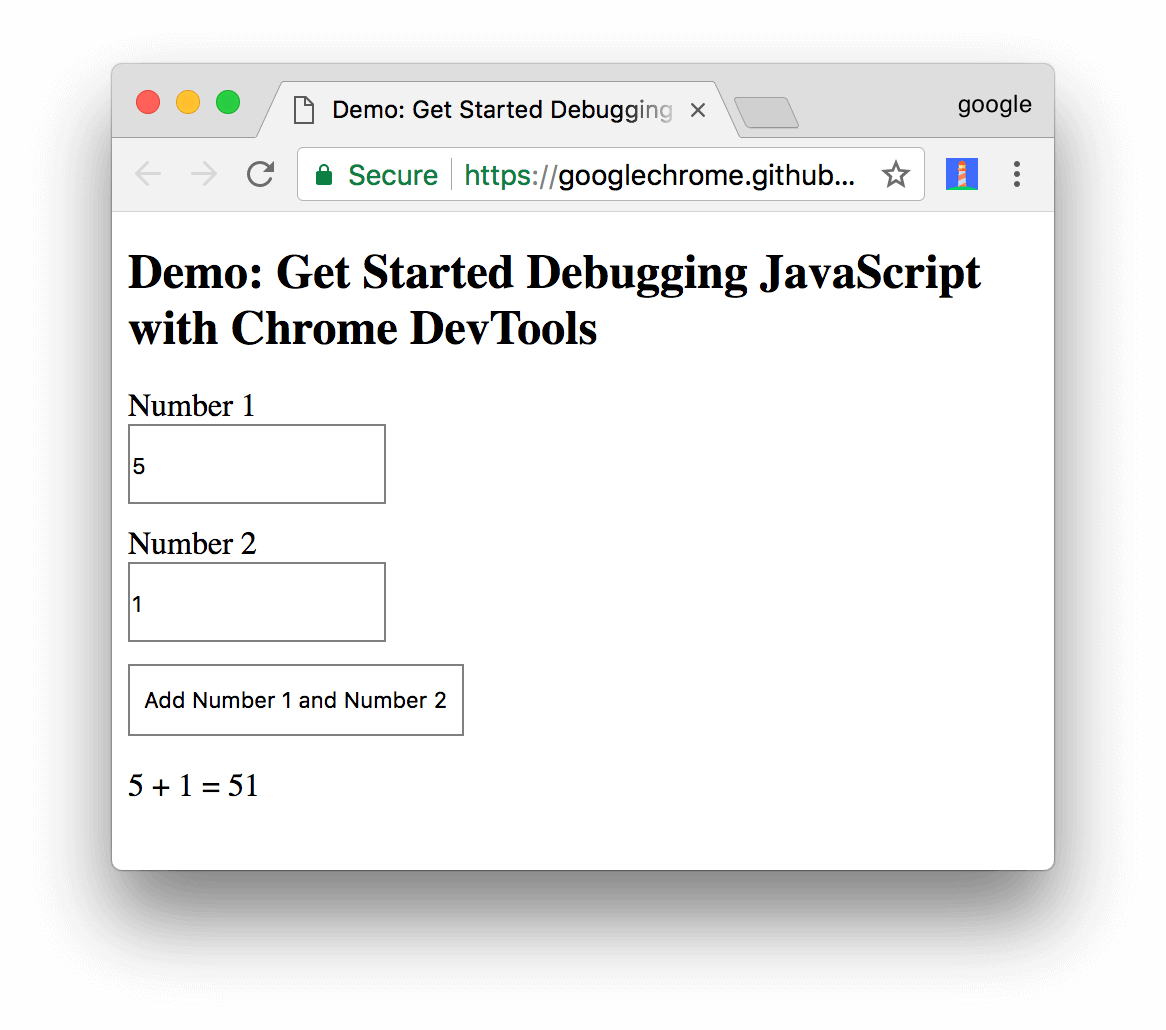 Demo: Get Started Debugging
google
Secure https://googlechrome.github...
Demo: Get Started Debugging JavaScript
with Chrome DevTools
Number 1
5
Number 2
1
Add Number 1 and Number 2
5 + 1 = 51